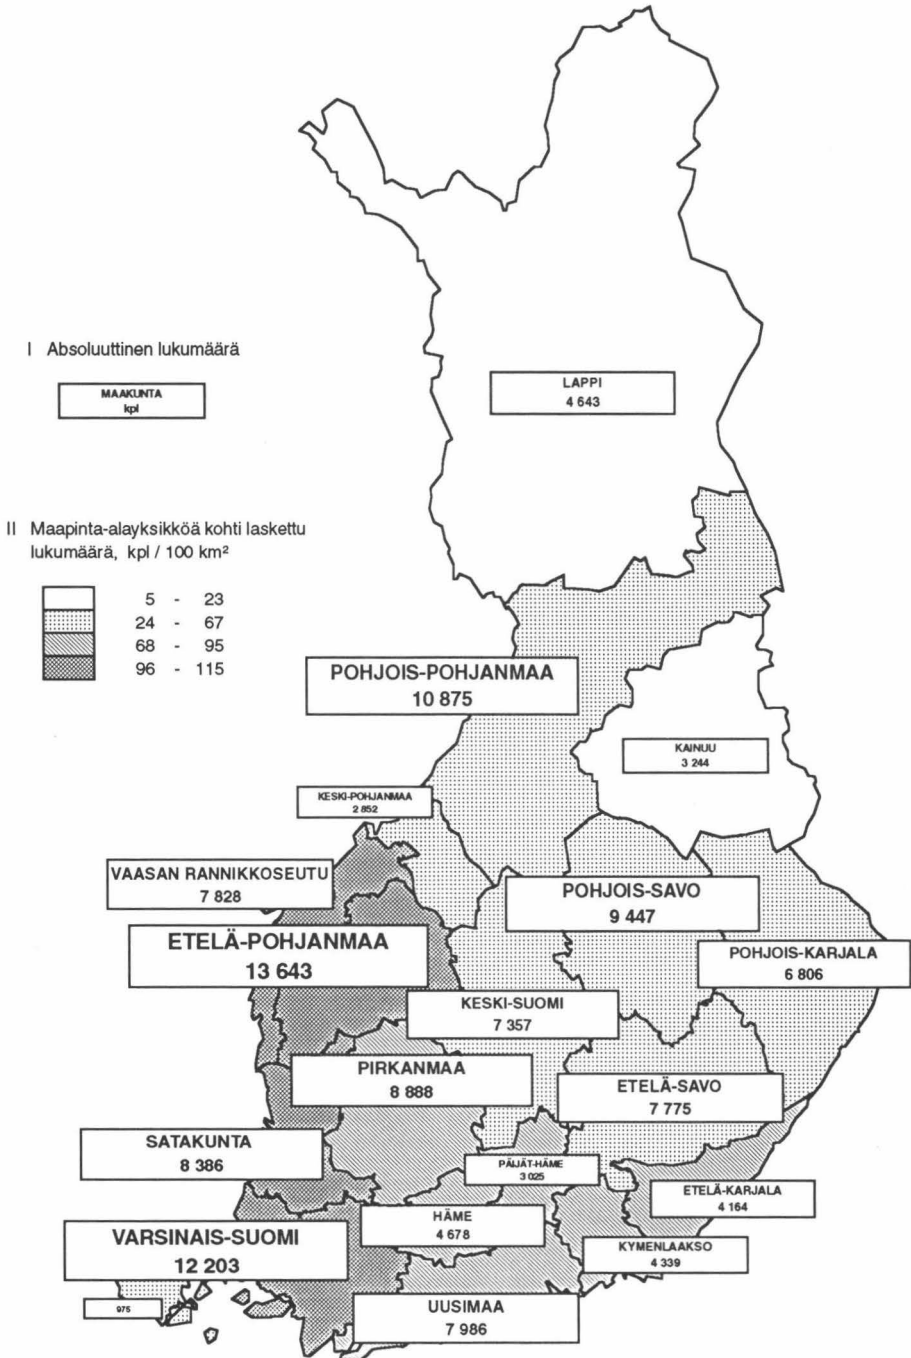 I Absoluuttinen lukumäärä
MAAKUNTA
kpl
LAPPI
4 643
II Maapinta-alayksikköä kohti laskettu
lukumäärä, kpl / 100 km²
5 - 23
24 - 67
68 - 95
96 - 115
POHJOIS-POHJANMAA
10 875
KAINUU
3 244
KESKI-POHJANMAA
2 852
VAASAN RANNIKKOSEUTU
7 828
POHJOIS-SAVO
9 447
ETELÄ-POHJANMAA
13 643
POHJOIS-KARJALA
6 806
KESKI-SUOMI
7 357
PIRKANMAA
8 888
ETELÄ-SAVO
7 775
SATAKUNTA
8 386
PÄIJÄT-HÄME
3 025
ETELÄ-KARJALA
4 164
HÄME
4 678
VARSINAIS-SUOMI
12 203
KYMENLAAKSO
4 339
975
UUSIMAA
7 986